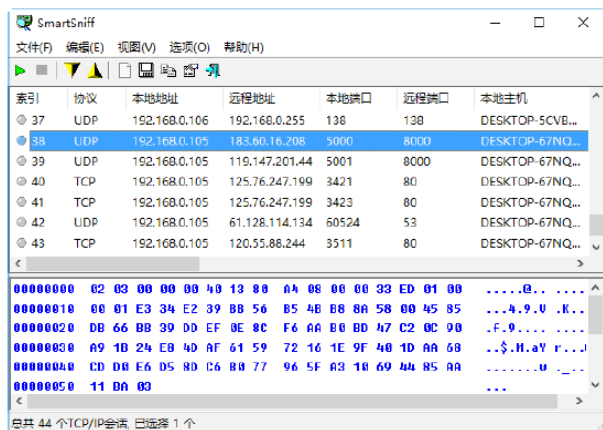 SmartSniff
文件(F) 编辑(E) 视图(V) 选项(O) 帮助(H)
索引 协议 本地地址 远程地址 本地端口 远程端口 本地主机
37 UDP 192.168.0.106 192.168.0.255 138 138 DESKTOP-5CVB...
38 UDP 192.168.0.105 183.60.16.208 5000 8000 DESKTOP-67NQ...
39 UDP 192.168.0.105 119.147.201.44 5001 8000 DESKTOP-67NQ...
40 TCP 192.168.0.105 125.76.247.199 3421 80 DESKTOP-67NQ...
41 TCP 192.168.0.105 125.76.247.199 3423 80 DESKTOP-67NQ...
42 UDP 192.168.0.105 61.128.114.134 60524 53 DESKTOP-67NQ...
43 TCP 192.168.0.105 120.55.88.244 3511 80 DESKTOP-67NQ...
00000000 02 03 00 00 00 40 13 80 A4 08 00 00 33 ED 01 00 .....@.. ....
00000010 00 01 E3 34 E2 39 BB 56 B5 4B B8 8A 58 00 45 85 ...4.9.V .K..
00000020 DB 66 BB 39 DD EF 0E 8C F6 AA B0 BD 47 C2 0C 90 .f.9.... ....
00000030 A9 1B 24 E8 4D AF 61 59 72 16 1E 9F 40 1D AA 68 ..$.M.aY r...
00000040 CD D0 E6 D5 8D C6 B0 77 96 5F A3 10 69 44 85 AA .......w ._..
00000050 11 BA 03 ...
总共 44 个TCP/IP会话, 已选择 1 个